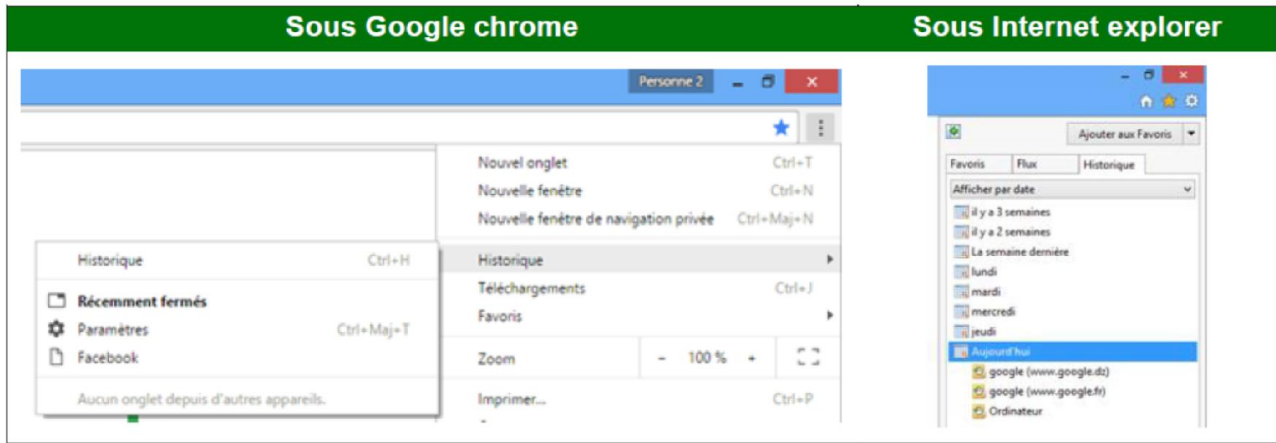 Sous Google chrome
Sous Internet explorer
Personne 2
Nouvel onglet Ctrl+T
Nouvelle fenêtre Ctrl+N
Nouvelle fenêtre de navigation privée Ctrl+Maj+N
Historique
Téléchargements Ctrl+J
Favoris
Zoom - 100 % +
Imprimer... Ctrl+P
Historique Ctrl+H
Récemment fermés
Paramètres Ctrl+Maj+T
Facebook
Aucun onglet depuis d'autres appareils.
Ajouter aux Favoris
Favoris Flux Historique
Afficher par date
il y a 3 semaines
il y a 2 semaines
La semaine dernière
lundi
mardi
mercredi
jeudi
Aujourd'hui
google (www.google.dz)
google (www.google.fr)
Ordinateur